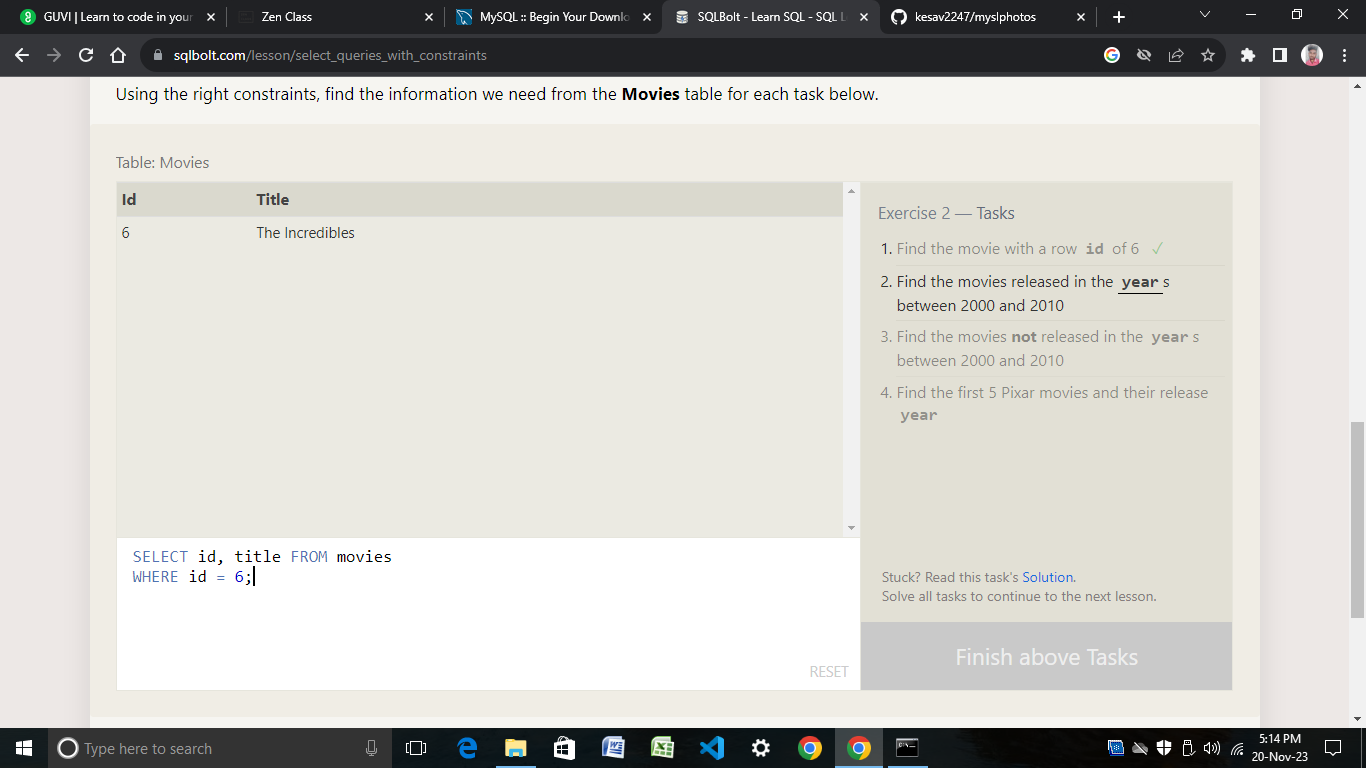 GUVI | Learn to code in your
Zen Class
MySQL :: Begin Your Downlo
SQLBolt - Learn SQL - SQL L
kesav2247/myslphotos
sqlbolt.com/lesson/select_queries_with_constraints
Using the right constraints, find the information we need from the Movies table for each task below.
Table: Movies
Id Title
6 The Incredibles
SELECT id, title FROM movies
WHERE id = 6;
RESET
Exercise 2 — Tasks
1. Find the movie with a row id of 6 ✓
2. Find the movies released in the year s
between 2000 and 2010
3. Find the movies not released in the year s
between 2000 and 2010
4. Find the first 5 Pixar movies and their release
year
Stuck? Read this task's Solution.
Solve all tasks to continue to the next lesson.
Finish above Tasks
Type here to search
5:14 PM
20-Nov-23